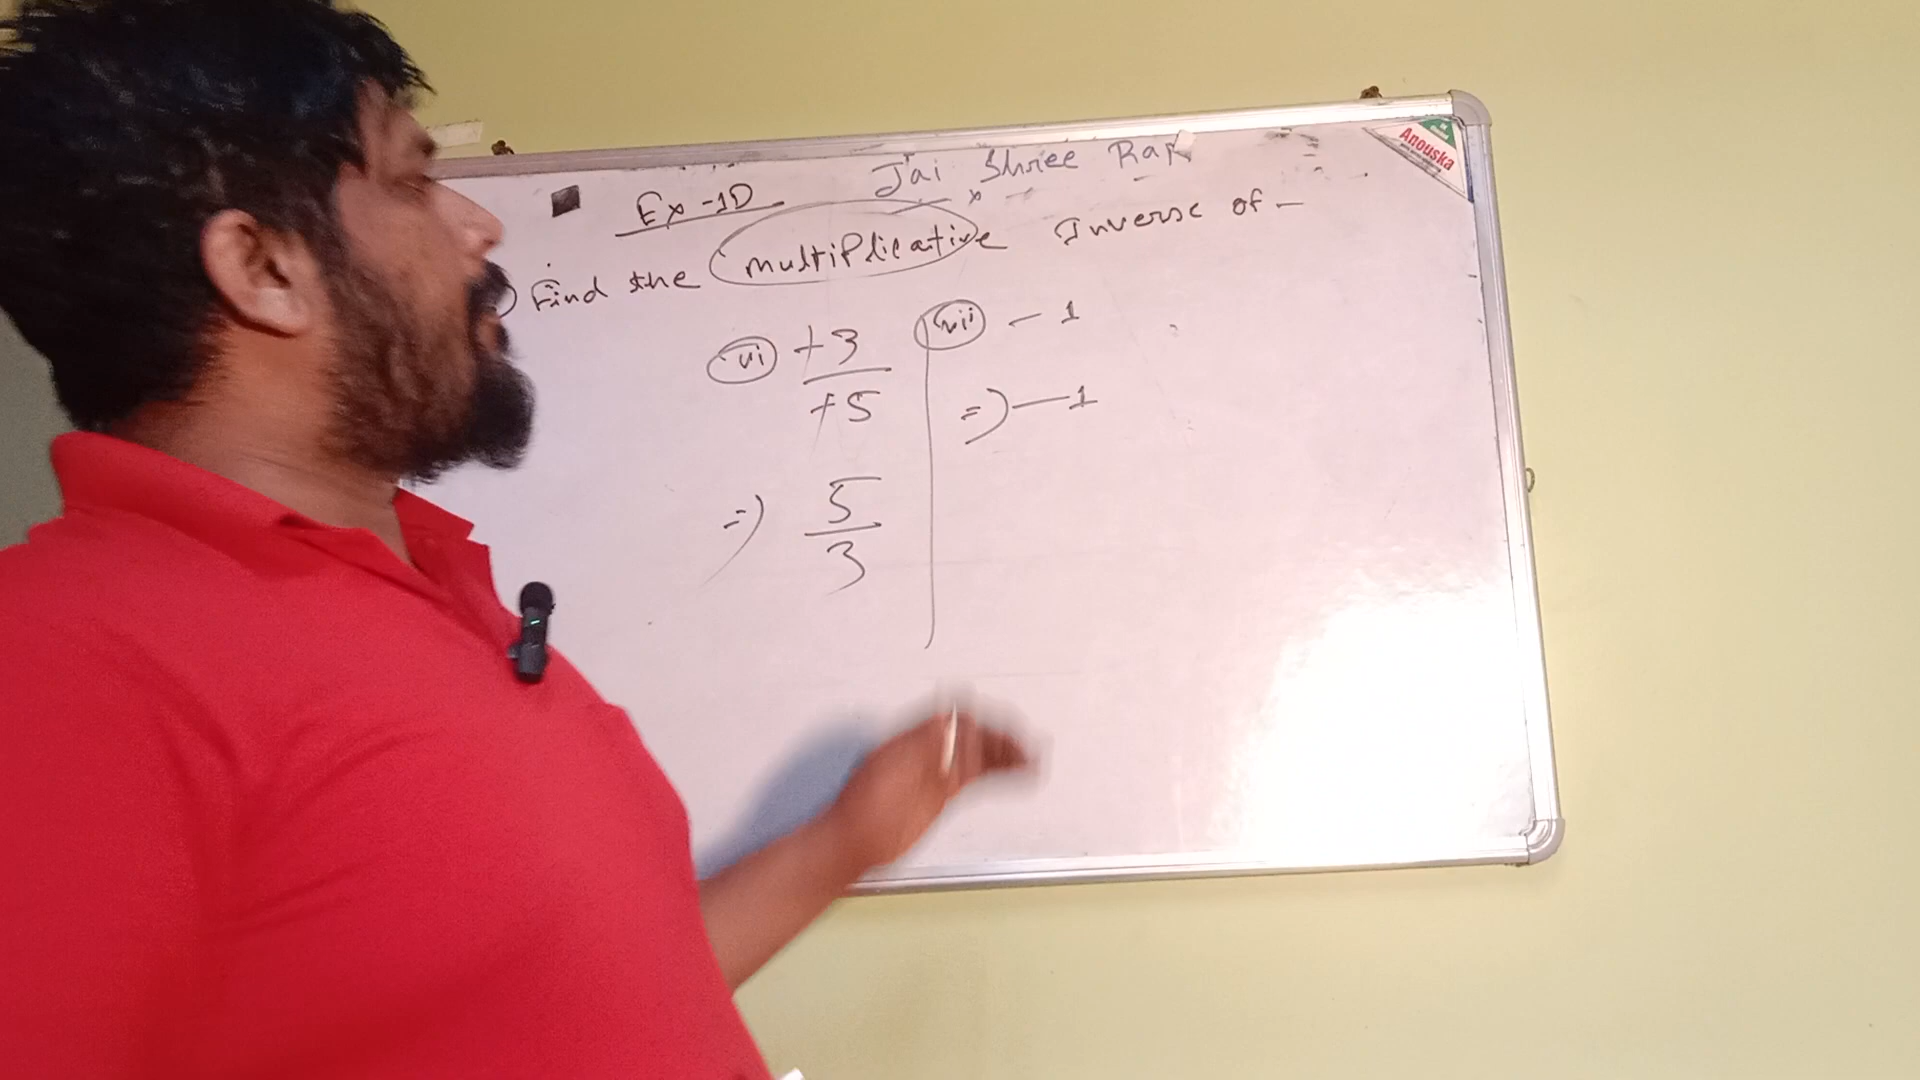 Jai Shree Ram
Ex-1D
Find the multiplicative Inverse of -
vi +3/+5
=) 5/3
vii - 1
=) -1
Anouska